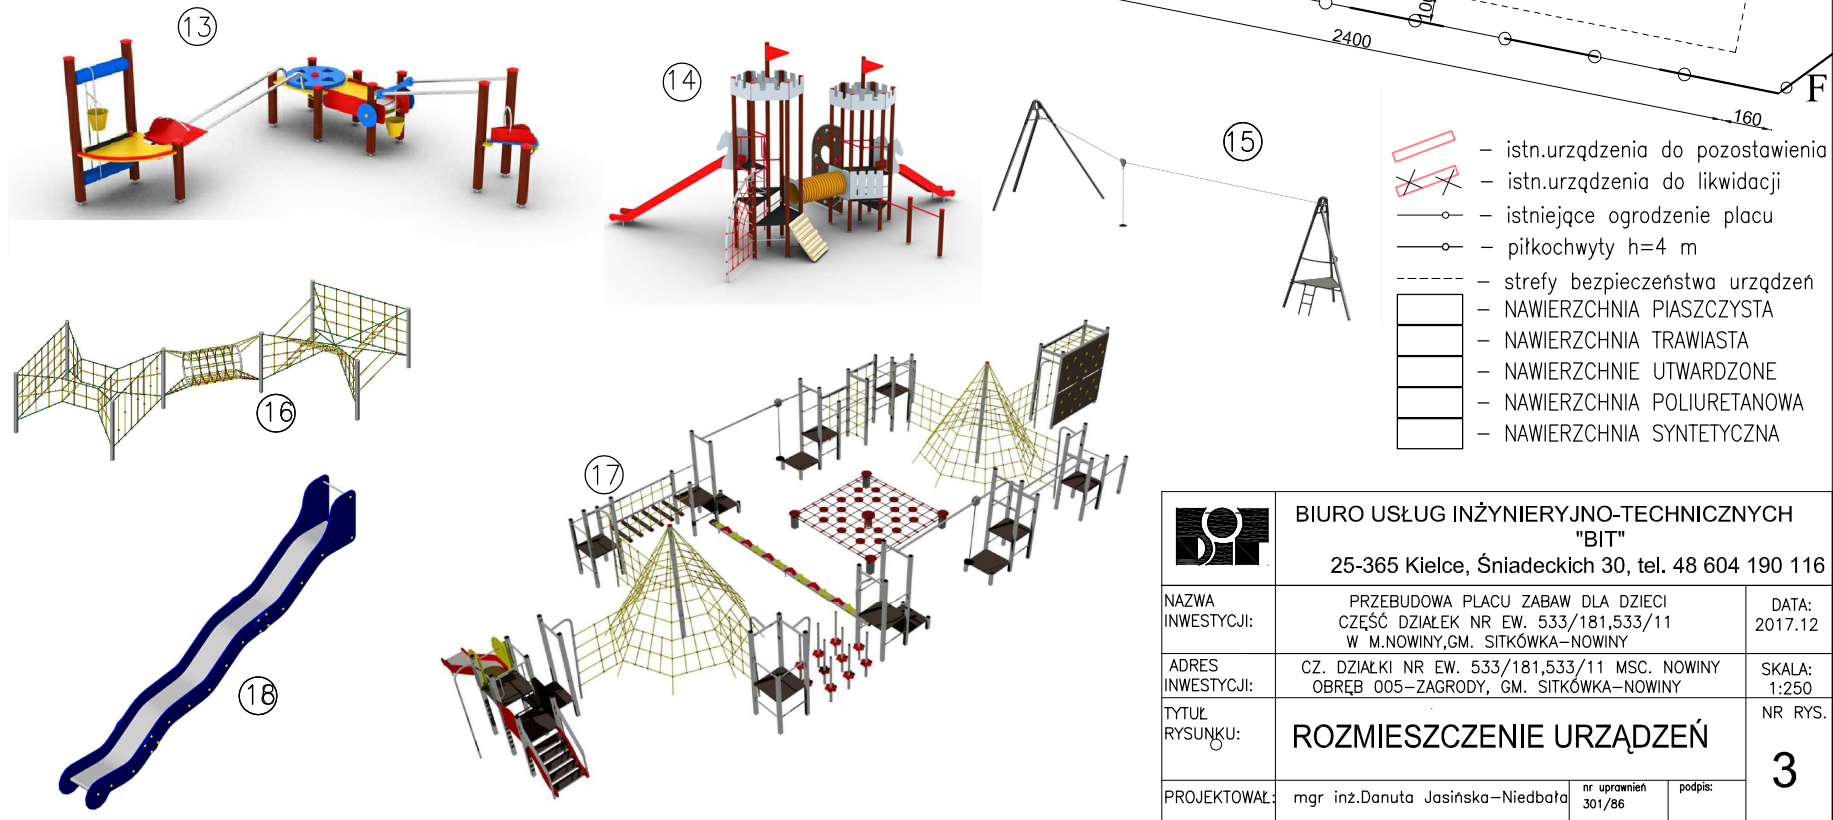 13
14
15
16
17
18
2400
100
160
F
– istn.urządzenia do pozostawienia
– istn.urządzenia do likwidacji
– istniejące ogrodzenie placu
– piłkochwyty h=4 m
– strefy bezpieczeństwa urządzeń
– NAWIERZCHNIA PIASZCZYSTA
– NAWIERZCHNIA TRAWIASTA
– NAWIERZCHNIE UTWARDZONE
– NAWIERZCHNIA POLIURETANOWA
– NAWIERZCHNIA SYNTETYCZNA
BIURO USŁUG INŻYNIERYJNO-TECHNICZNYCH
"BIT"
25-365 Kielce, Śniadeckich 30, tel. 48 604 190 116
NAZWA
INWESTYCJI:
PRZEBUDOWA PLACU ZABAW DLA DZIECI
CZĘŚĆ DZIAŁEK NR EW. 533/181,533/11
W M.NOWINY,GM. SITKÓWKA–NOWINY
DATA:
2017.12
ADRES
INWESTYCJI:
CZ. DZIAŁKI NR EW. 533/181,533/11 MSC. NOWINY
OBRĘB 005–ZAGRODY, GM. SITKÓWKA–NOWINY
SKALA:
1:250
TYTUŁ
RYSUNKU:
ROZMIESZCZENIE URZĄDZEŃ
NR RYS.
3
PROJEKTOWAŁ:
mgr inż.Danuta Jasińska–Niedbała
nr uprawnień
301/86
podpis: